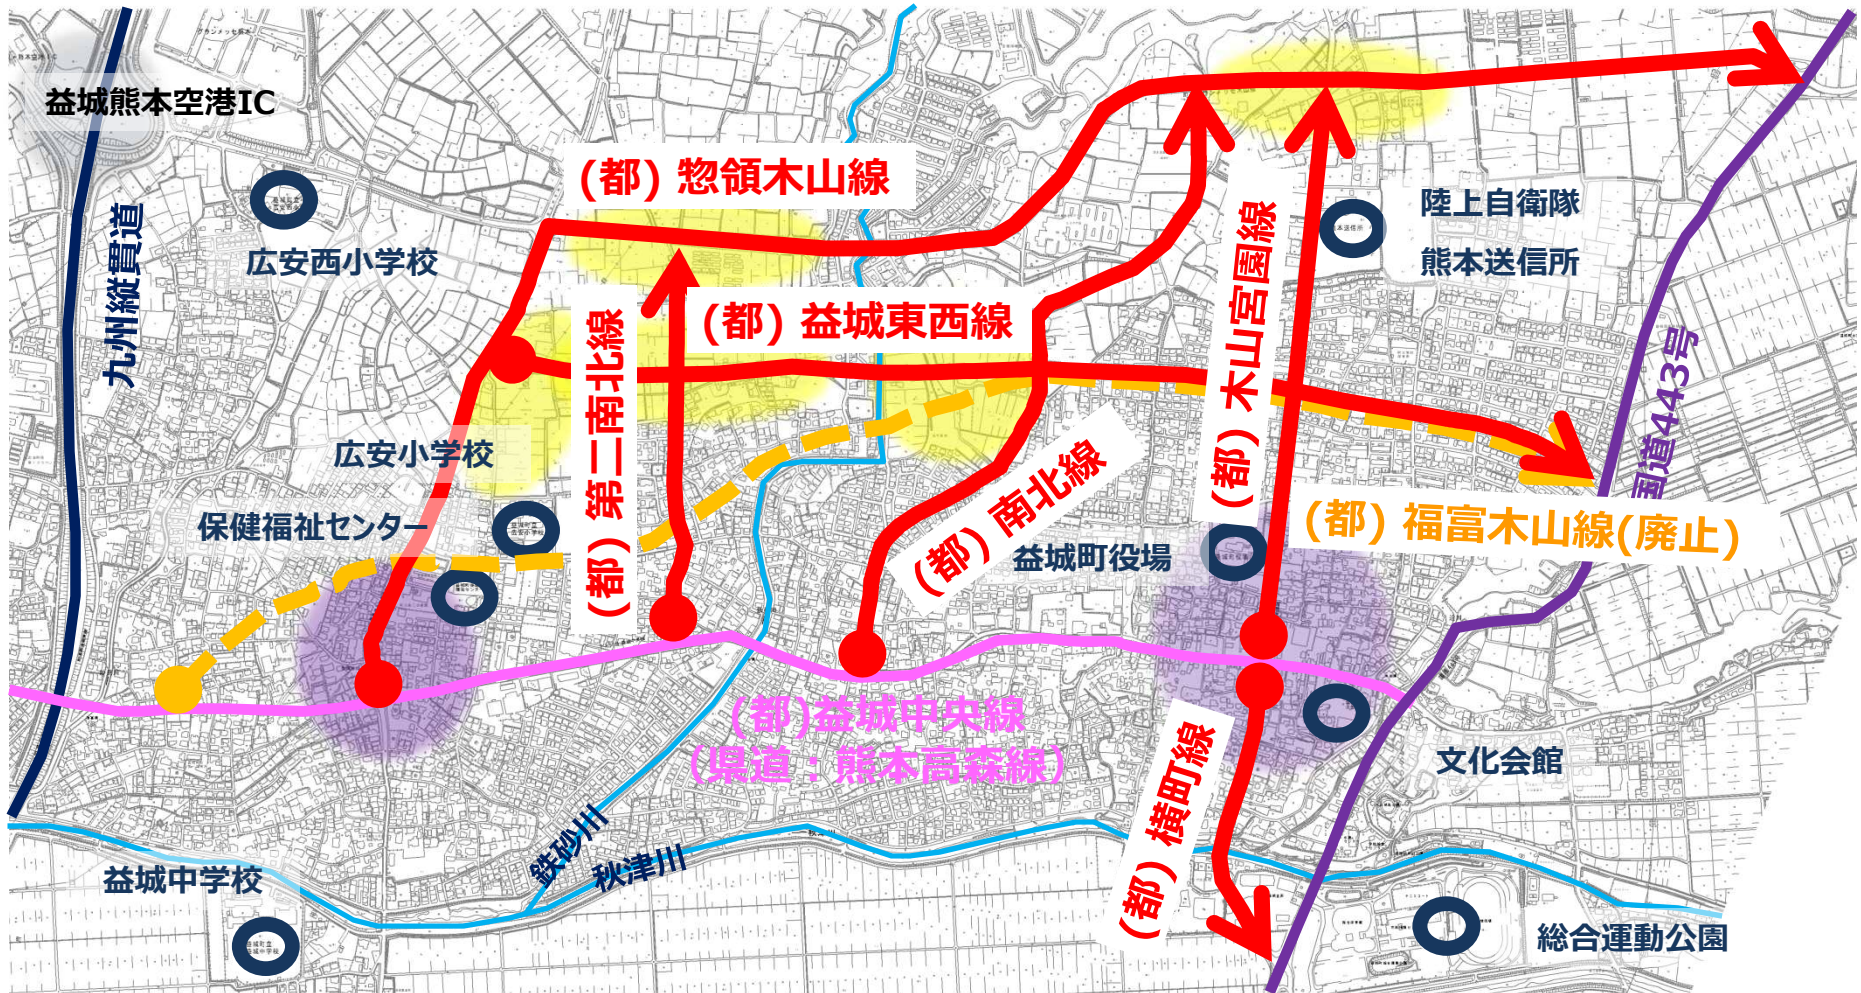 益城熊本空港IC
(都) 惣領木山線
陸上自衛隊
熊本送信所
広安西小学校
九州縦貫道
(都) 益城東西線
(都) 第二南北線
(都) 木山宮園線
国道443号
広安小学校
保健福祉センター
(都) 南北線
益城町役場
(都) 福富木山線(廃止)
(都)益城中央線
(県道：熊本高森線)
(都) 横町線
文化会館
鉄砂川
秋津川
益城中学校
総合運動公園